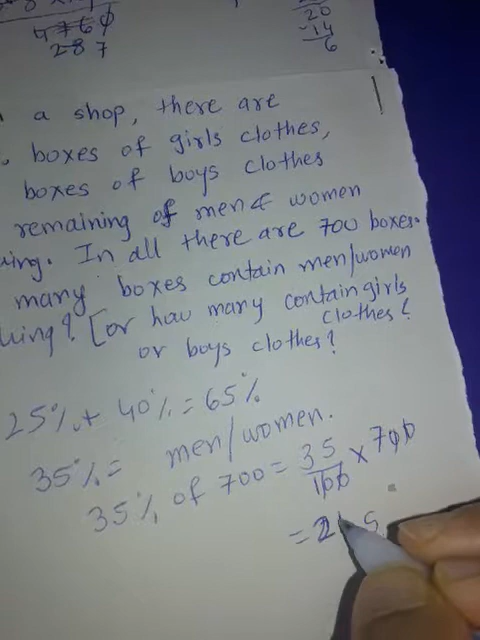 4760
287
20
-14
6
a shop, there are
boxes of girls clothes,
boxes of boys clothes
remaining of men & women
In all there are 700 boxes.
many boxes contain men/women
[or how many contain girls
clothes?
or boys clothes?
25% + 40% = 65%
35% = men/women.
35% of 700 = 35/100 × 700
=